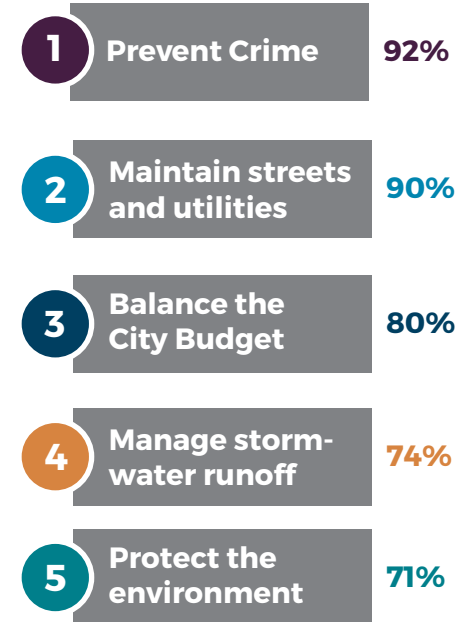 1 Prevent Crime 92%
2 Maintain streets and utilities 90%
3 Balance the City Budget 80%
4 Manage storm-water runoff 74%
5 Protect the environment 71%